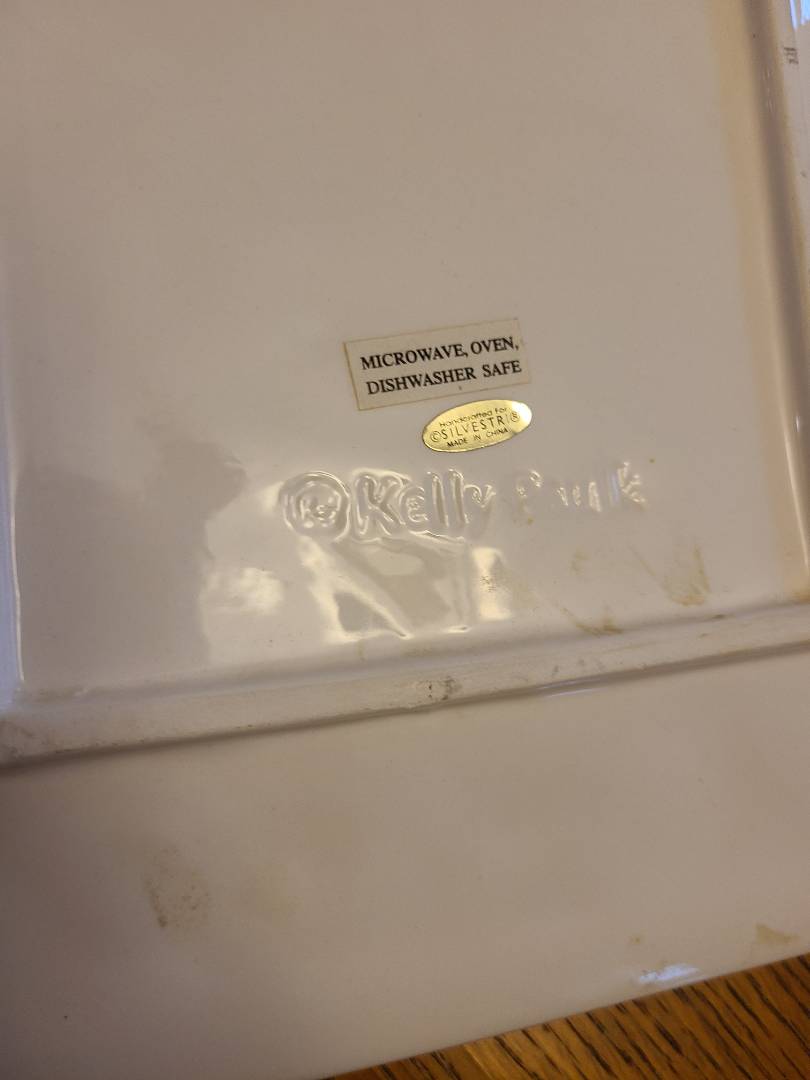 MICROWAVE, OVEN,
DISHWASHER SAFE
Handcrafted For
©SILVESTRI®
MADE IN CHINA
©Kelly